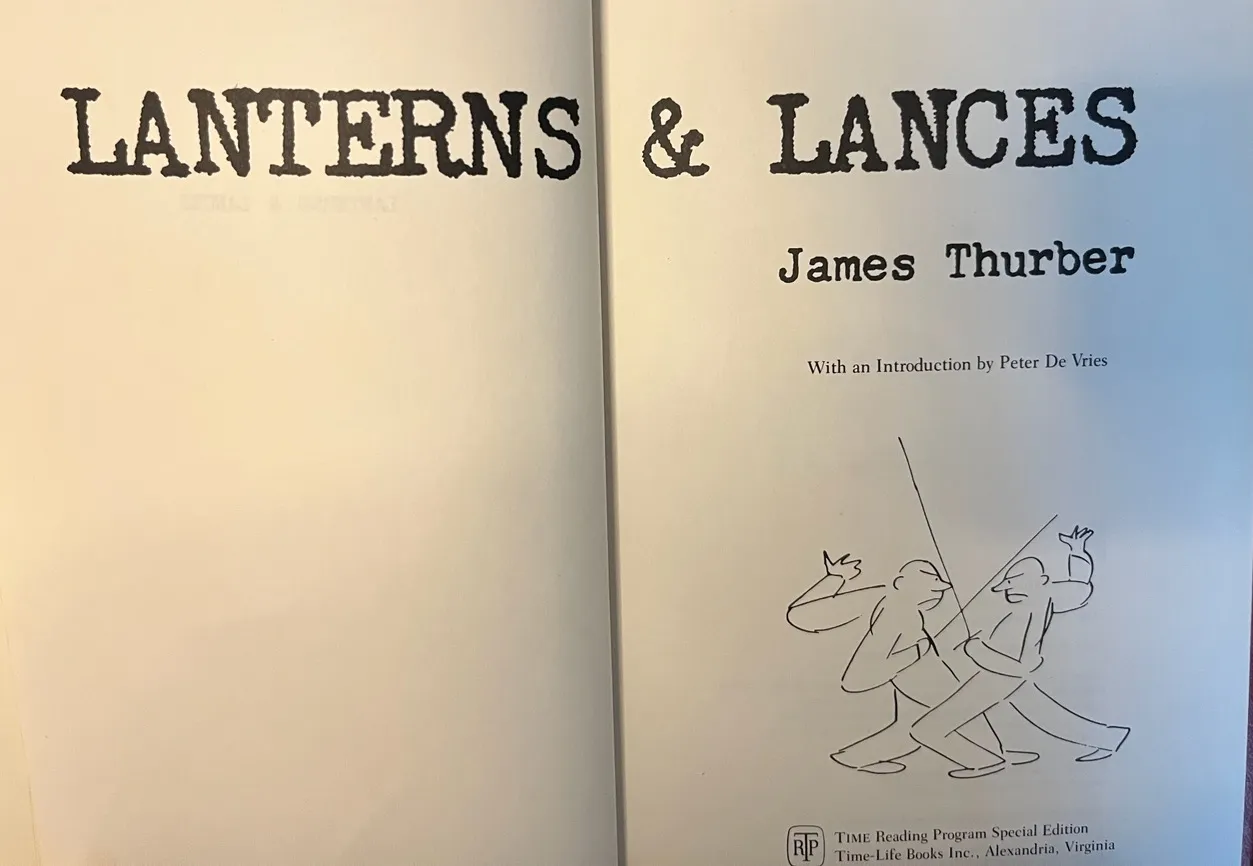 LANTERNS & LANCES
James Thurber
With an Introduction by Peter De Vries
RTP
TIME Reading Program Special Edition
Time-Life Books Inc., Alexandria, Virginia